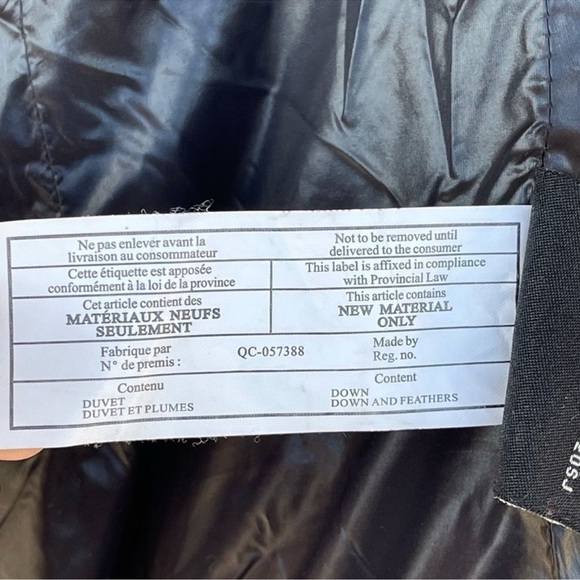 Ne pas enlever avant la
livraison au consommateur
Not to be removed until
delivered to the consumer
Cette étiquette est apposée
conformément à la loi de la province
This label is affixed in compliance
with Provincial Law
Cet article contient des
MATÉRIAUX NEUFS
SEULEMENT
This article contains
NEW MATERIAL
ONLY
Fabrique par
N° de premis :
QC-057388
Made by
Reg. no.
Contenu
DUVET
DUVET ET PLUMES
Content
DOWN
DOWN AND FEATHERS